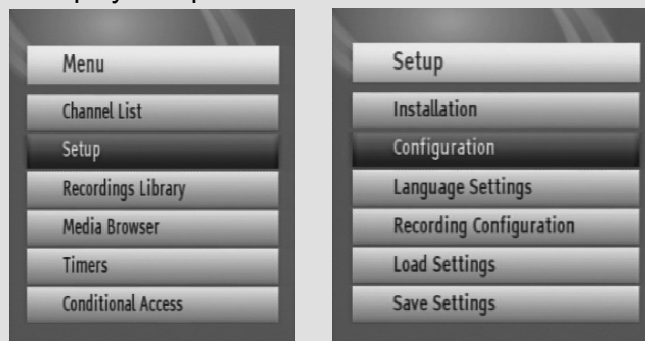 Menu
Channel List
Setup
Recordings Library
Media Browser
Timers
Conditional Access
Setup
Installation
Configuration
Language Settings
Recording Configuration
Load Settings
Save Settings